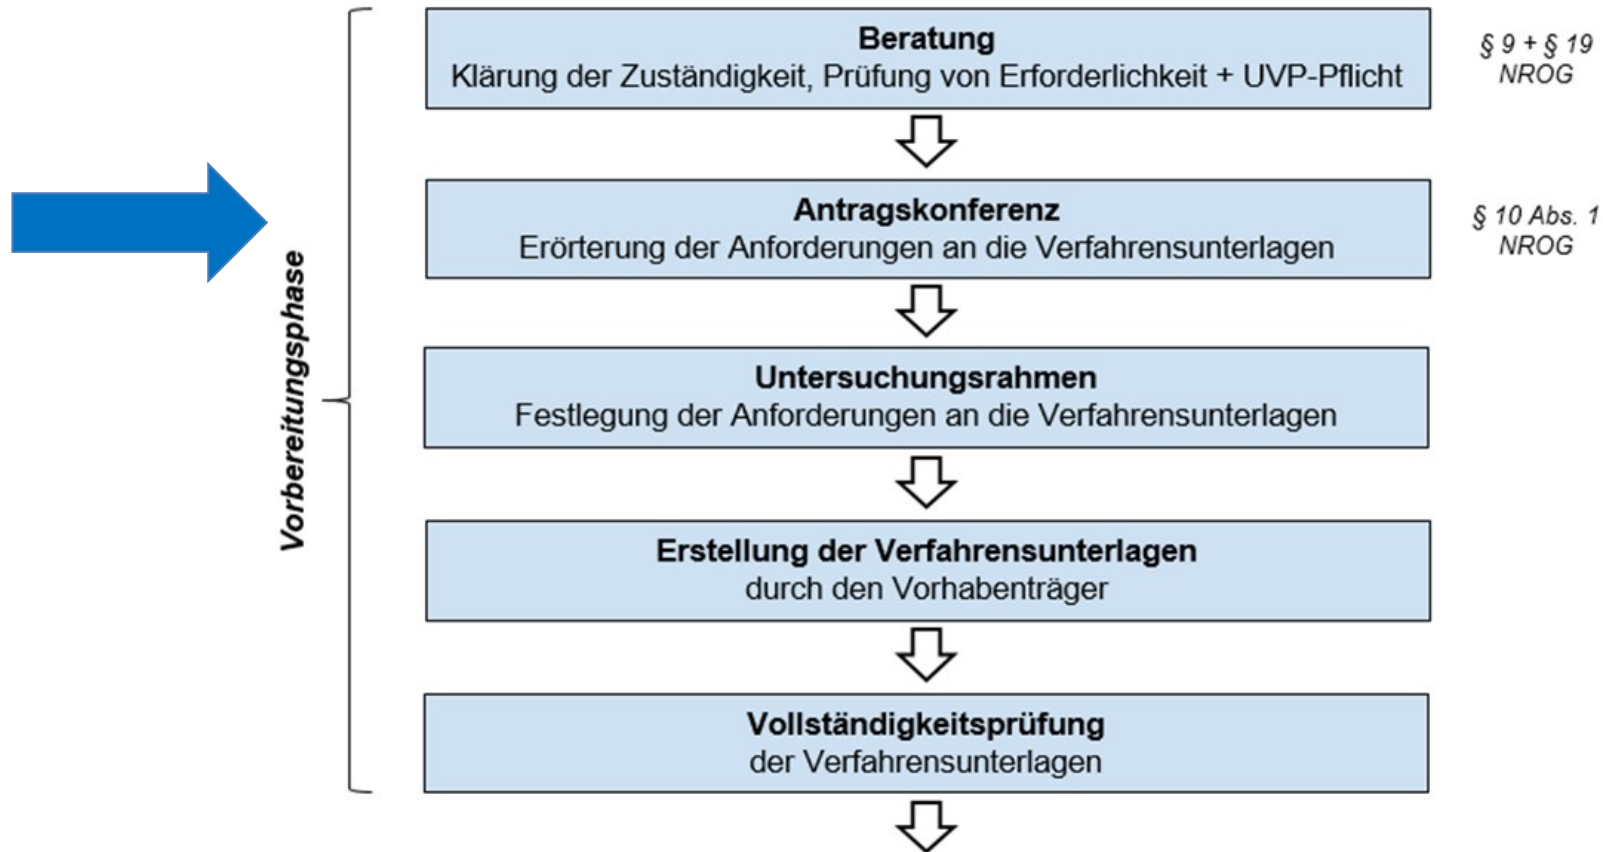 Beratung
Klärung der Zuständigkeit, Prüfung von Erforderlichkeit + UVP-Pflicht
§ 9 + § 19
NROG
Antragskonferenz
Erörterung der Anforderungen an die Verfahrensunterlagen
§ 10 Abs. 1
NROG
Vorbereitungsphase
Untersuchungsrahmen
Festlegung der Anforderungen an die Verfahrensunterlagen
Erstellung der Verfahrensunterlagen
durch den Vorhabenträger
Vollständigkeitsprüfung
der Verfahrensunterlagen